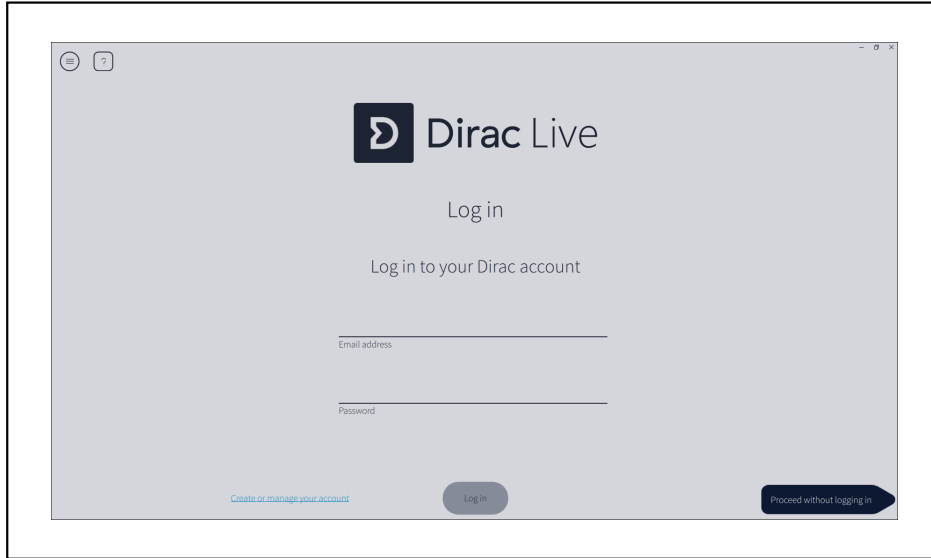 ?
Dirac Live
Log in
Log in to your Dirac account
Email address
Password
Create or manage your account
Log in
Proceed without logging in